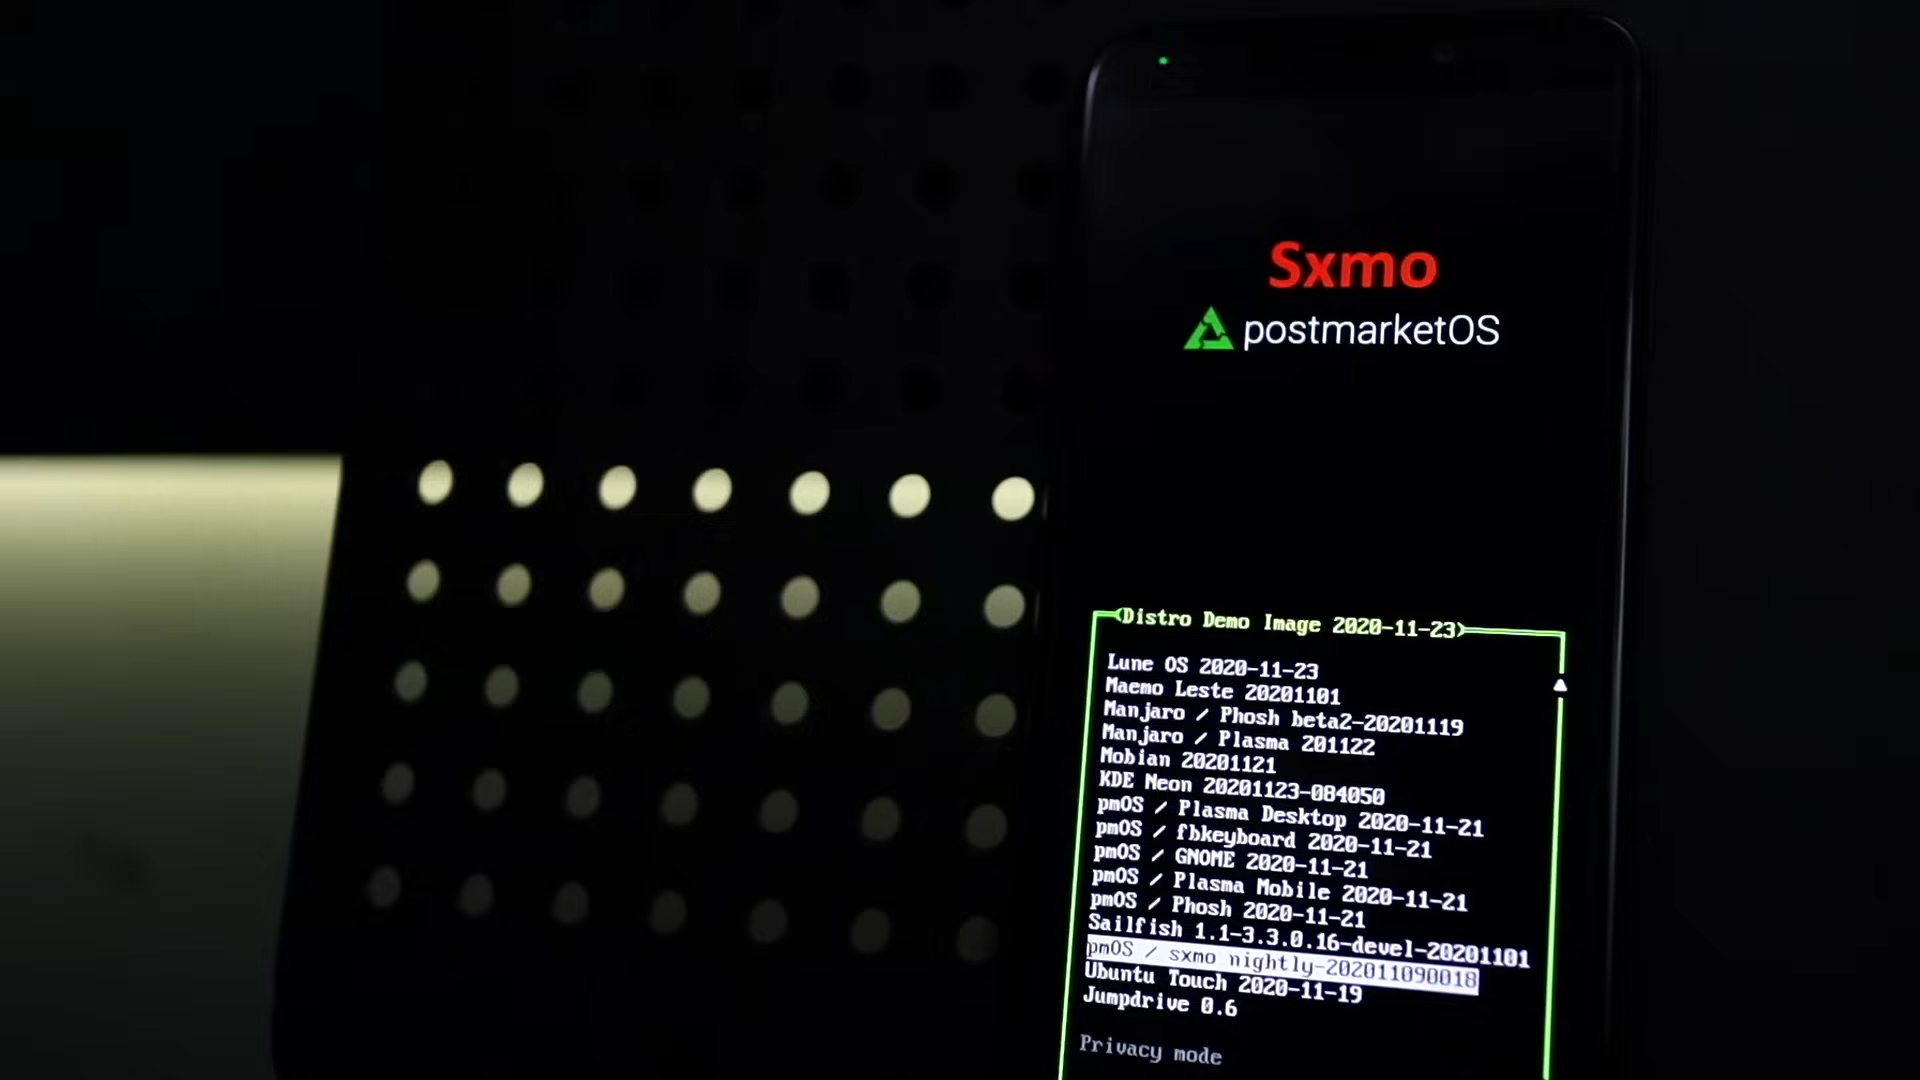 Sxmo
postmarketOS
Distro Demo Image 2020-11-23
Lune OS 2020-11-23
Maemo Leste 20201101
Manjaro / Phosh beta2-20201119
Manjaro / Plasma 201122
Mobian 20201121
KDE Neon 20201123-084050
pmOS / Plasma Desktop 2020-11-21
pmOS / fbkeyboard 2020-11-21
pmOS / GNOME 2020-11-21
pmOS / Plasma Mobile 2020-11-21
pmOS / Phosh 2020-11-21
Sailfish 1.1-3.3.0.16-devel-20201101
pmOS / sxmo nightly-202011090018
Ubuntu Touch 2020-11-19
Jumpdrive 0.6
Privacy mode